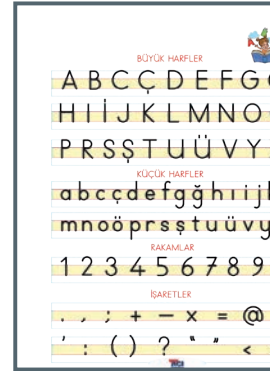 BÜYÜK HARFLER
A B C Ç D E F G
H I İ J K L M N O
P R S Ş T U Ü V Y
KÜÇÜK HARFLER
a b c ç d e f g ğ h ı i j k
m n o ö p r s ş t u ü v y
RAKAMLAR
1 2 3 4 5 6 7 8 9
İŞARETLER
. , ; + – x = @
' : ( ) ? " " <